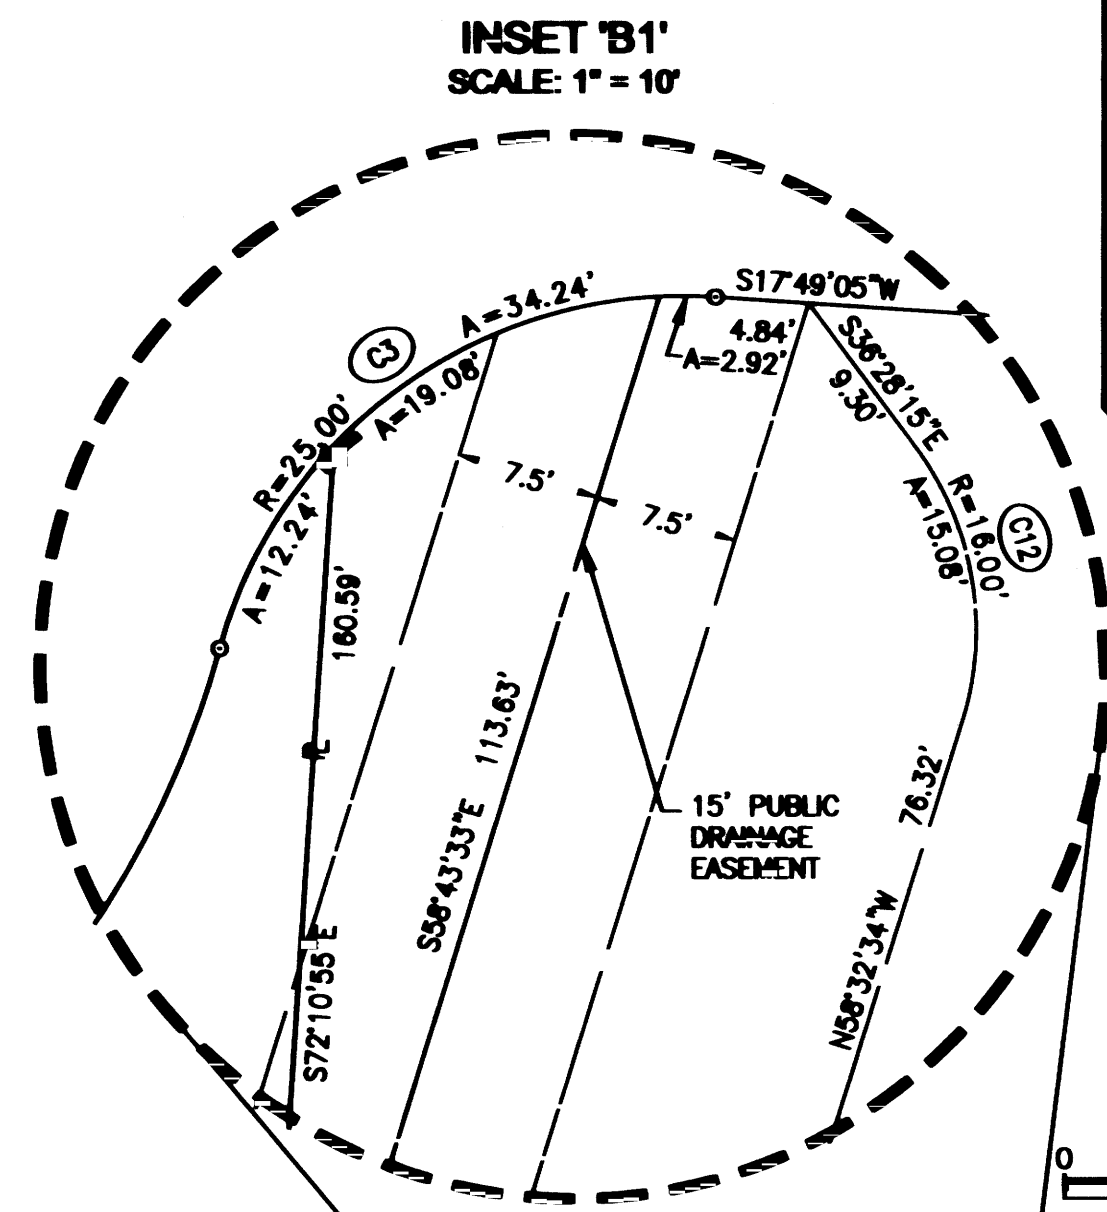 INSET 'B1'
SCALE: 1" = 10'
S17°49'05"W
A=34.24'
4.84'
A=2.92'
S36°28'15"E
9.30'
C3
A=19.08'
R=25.00'
A=12.24'
7.5'
7.5'
R=16.00'
A=15.08'
C12
160.59'
113.63'
S58°43'33"E
15' PUBLIC
DRAINAGE
EASEMENT
76.32'
N58°32'34"W
S72°10'55"E
0